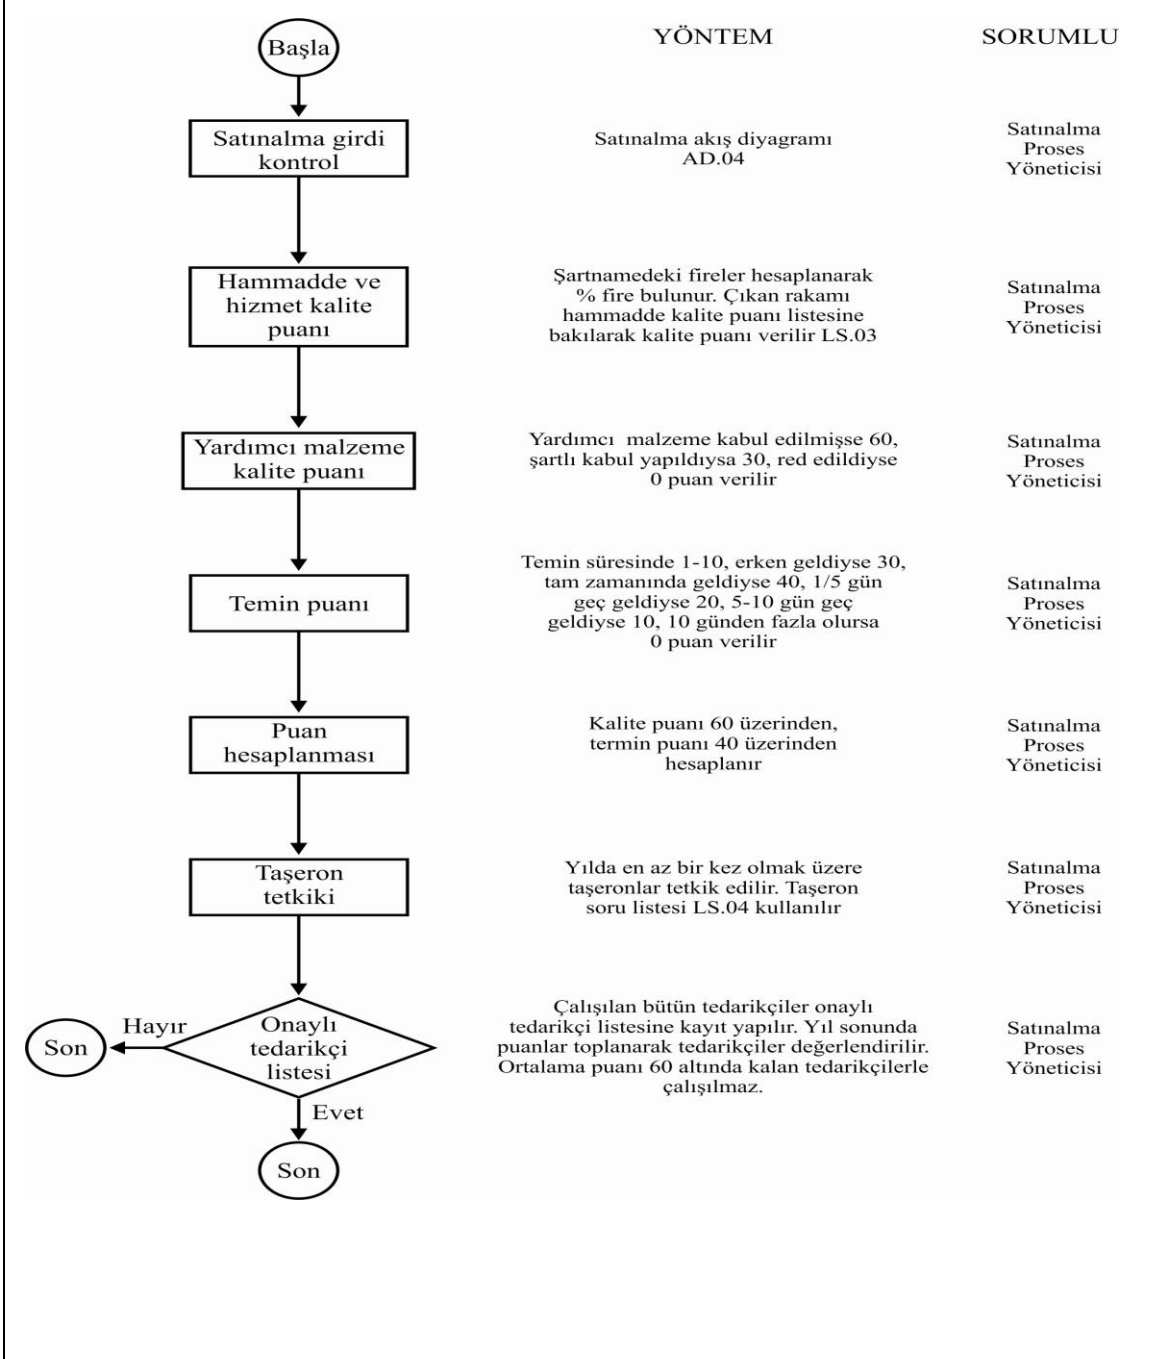 Başla
YÖNTEM
SORUMLU
Satınalma girdi
kontrol
Satınalma akış diyagramı
AD.04
Satınalma
Proses
Yöneticisi
Hammadde ve
hizmet kalite
puanı
Şartnamedeki fireler hesaplanarak
% fire bulunur. Çıkan rakamı
hammadde kalite puanı listesine
bakılarak kalite puanı verilir LS.03
Satınalma
Proses
Yöneticisi
Yardımcı malzeme
kalite puanı
Yardımcı malzeme kabul edilmişse 60,
şartlı kabul yapıldıysa 30, red edildiyse
0 puan verilir
Satınalma
Proses
Yöneticisi
Temin puanı
Temin süresinde 1-10, erken geldiyse 30,
tam zamanında geldiyse 40, 1/5 gün
geç geldiyse 20, 5-10 gün geç
geldiyse 10, 10 günden fazla olursa
0 puan verilir
Satınalma
Proses
Yöneticisi
Puan
hesaplanması
Kalite puanı 60 üzerinden,
termin puanı 40 üzerinden
hesaplanır
Satınalma
Proses
Yöneticisi
Taşeron
tetkiki
Yılda en az bir kez olmak üzere
taşeronlar tetkik edilir. Taşeron
soru listesi LS.04 kullanılır
Satınalma
Proses
Yöneticisi
Son
Hayır
Onaylı
tedarikçi
listesi
Çalışılan bütün tedarikçiler onaylı
tedarikçi listesine kayıt yapılır. Yıl sonunda
puanlar toplanarak tedarikçiler değerlendirilir.
Ortalama puanı 60 altında kalan tedarikçilerle
çalışılmaz.
Satınalma
Proses
Yöneticisi
Evet
Son